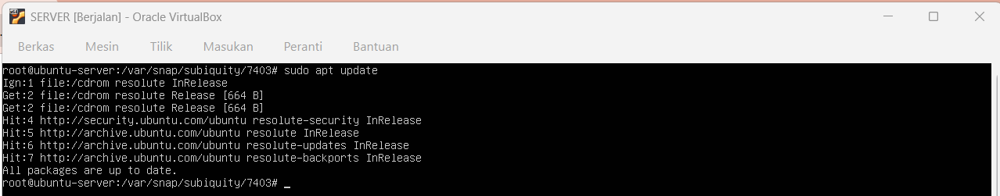 SERVER [Berjalan] - Oracle VirtualBox
Berkas Mesin Tilik Masukan Peranti Bantuan
root@ubuntu-server:/var/snap/subiquity/7403# sudo apt update
Ign:1 file:/cdrom resolute InRelease
Get:2 file:/cdrom resolute Release [664 B]
Get:2 file:/cdrom resolute Release [664 B]
Hit:4 http://security.ubuntu.com/ubuntu resolute-security InRelease
Hit:5 http://archive.ubuntu.com/ubuntu resolute InRelease
Hit:6 http://archive.ubuntu.com/ubuntu resolute-updates InRelease
Hit:7 http://archive.ubuntu.com/ubuntu resolute-backports InRelease
All packages are up to date.
root@ubuntu-server:/var/snap/subiquity/7403# _